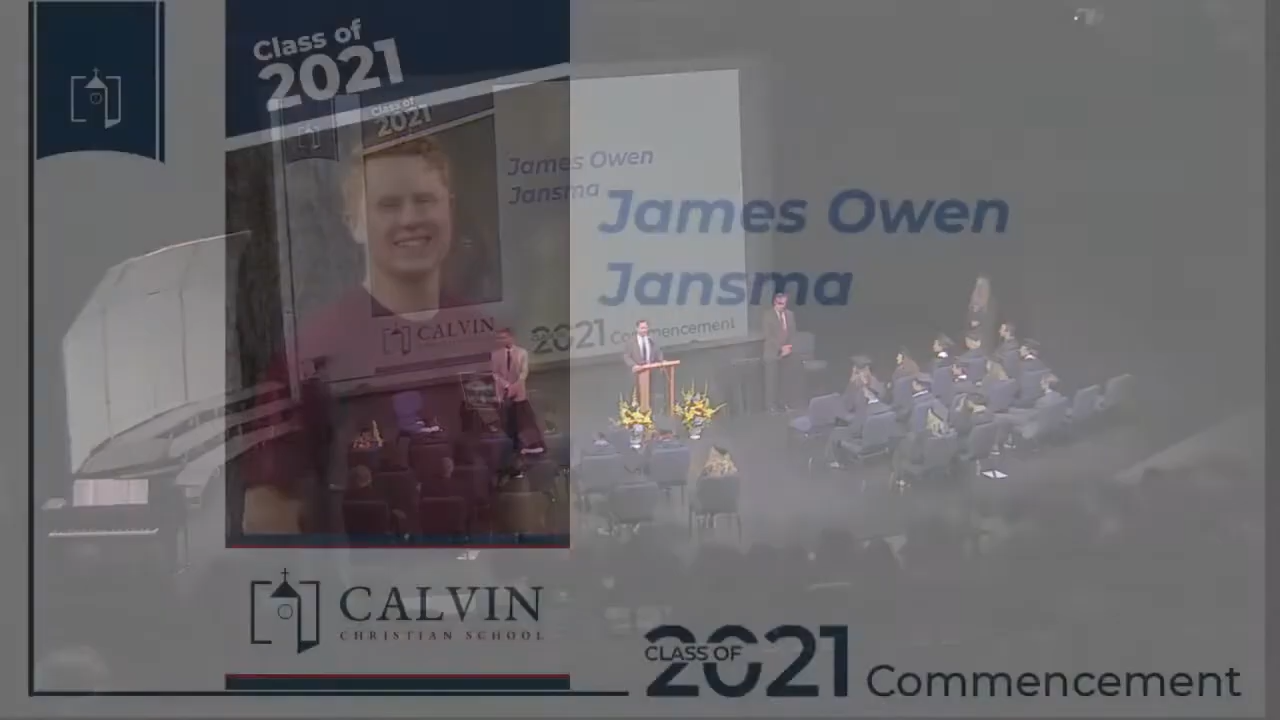 Class of
2021
Class of
2021
James Owen
Jansma
James Owen
Jansma
CALVIN
2021 Commencement
CALVIN
CHRISTIAN SCHOOL
CLASS OF
2021 Commencement